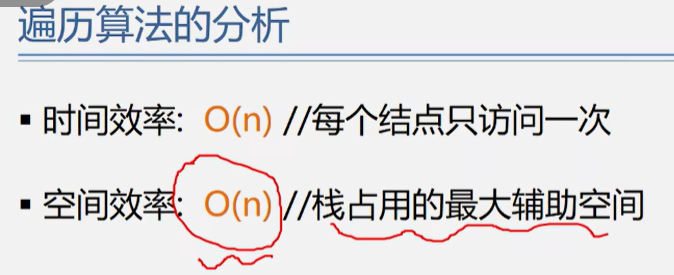 遍历算法的分析
▪ 时间效率: O(n) //每个结点只访问一次
▪ 空间效率: O(n) //栈占用的最大辅助空间